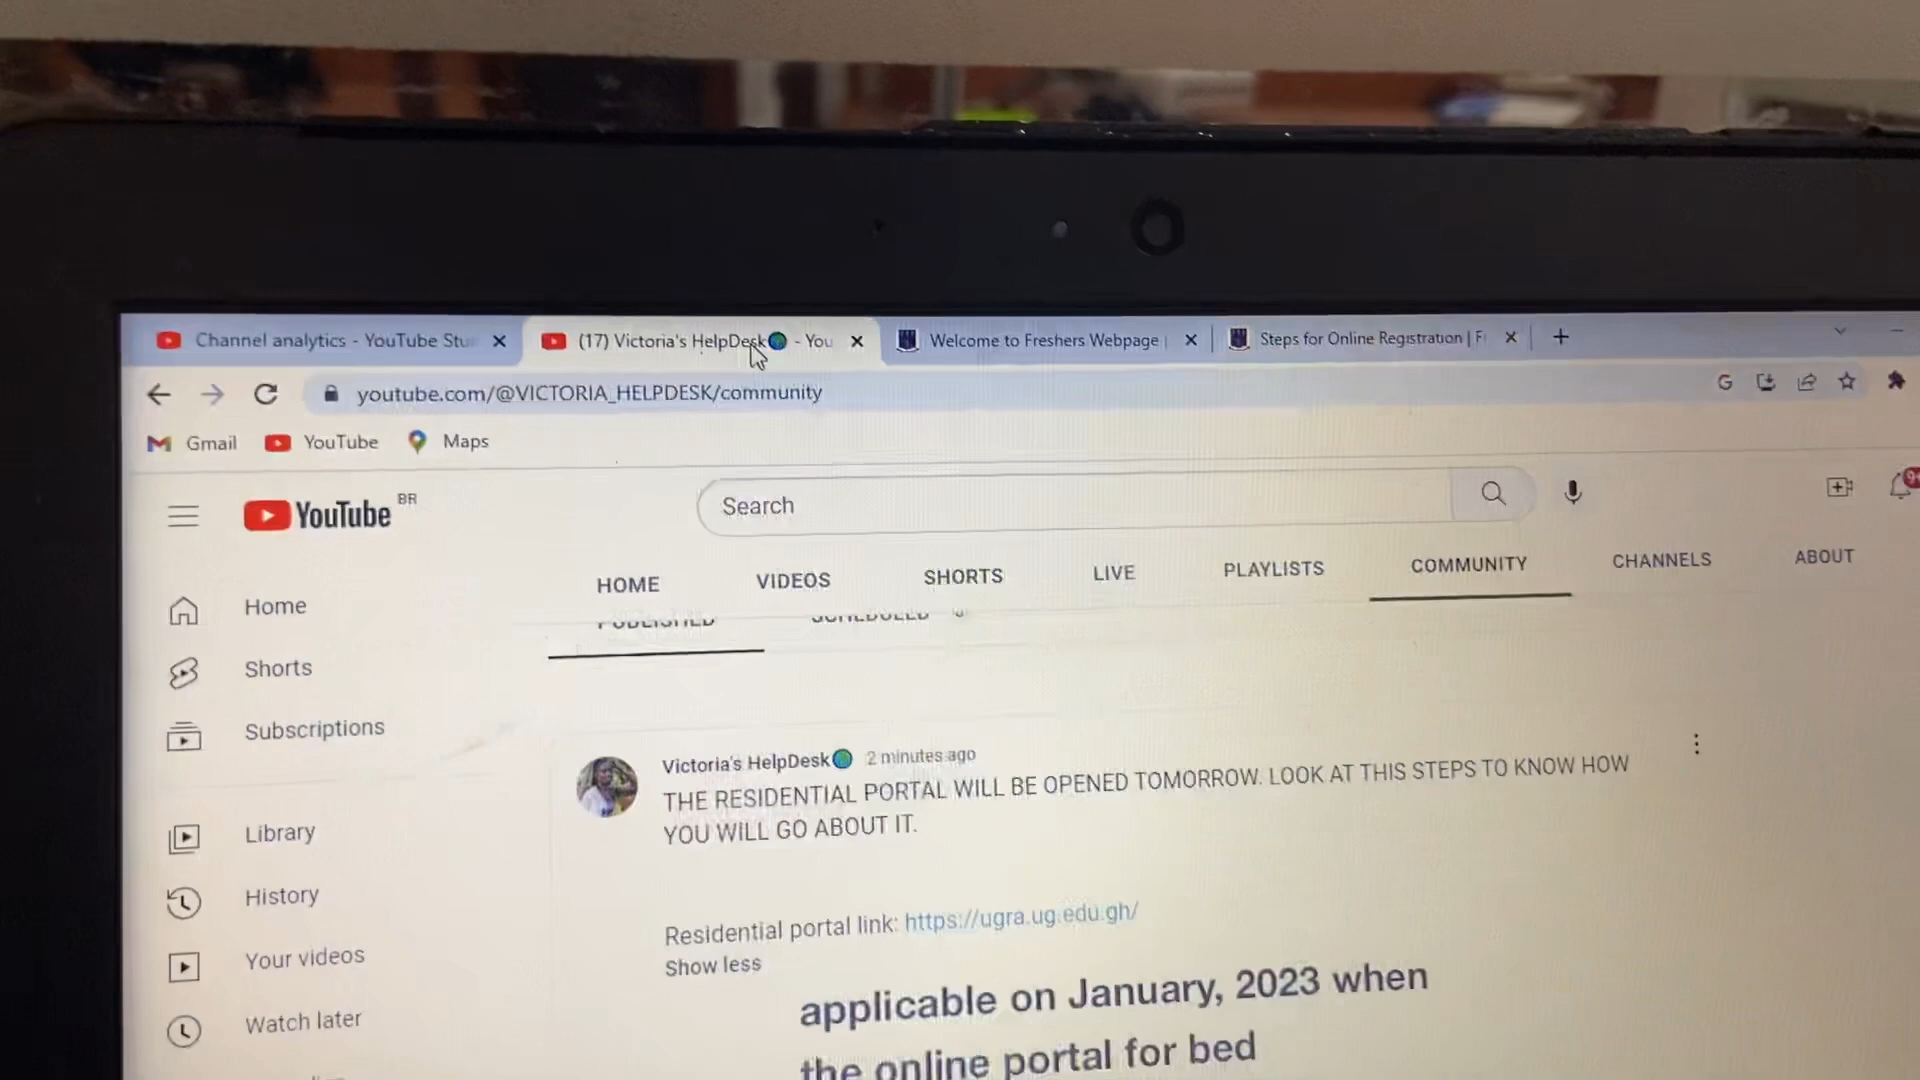 Channel analytics - YouTube Stu
(17) Victoria's HelpDesk - You
Welcome to Freshers Webpage |
Steps for Online Registration | F
youtube.com/@VICTORIA_HELPDESK/community
G
Gmail
YouTube
Maps
YouTube BR
Search
9+
HOME
VIDEOS
SHORTS
LIVE
PLAYLISTS
COMMUNITY
CHANNELS
ABOUT
PUBLISHED
SCHEDULED
Home
Shorts
Subscriptions
Library
History
Your videos
Watch later
Victoria's HelpDesk 2 minutes ago
THE RESIDENTIAL PORTAL WILL BE OPENED TOMORROW. LOOK AT THIS STEPS TO KNOW HOW
YOU WILL GO ABOUT IT.
Residential portal link: https://ugra.ug.edu.gh/
Show less
applicable on January, 2023 when
the online portal for bed